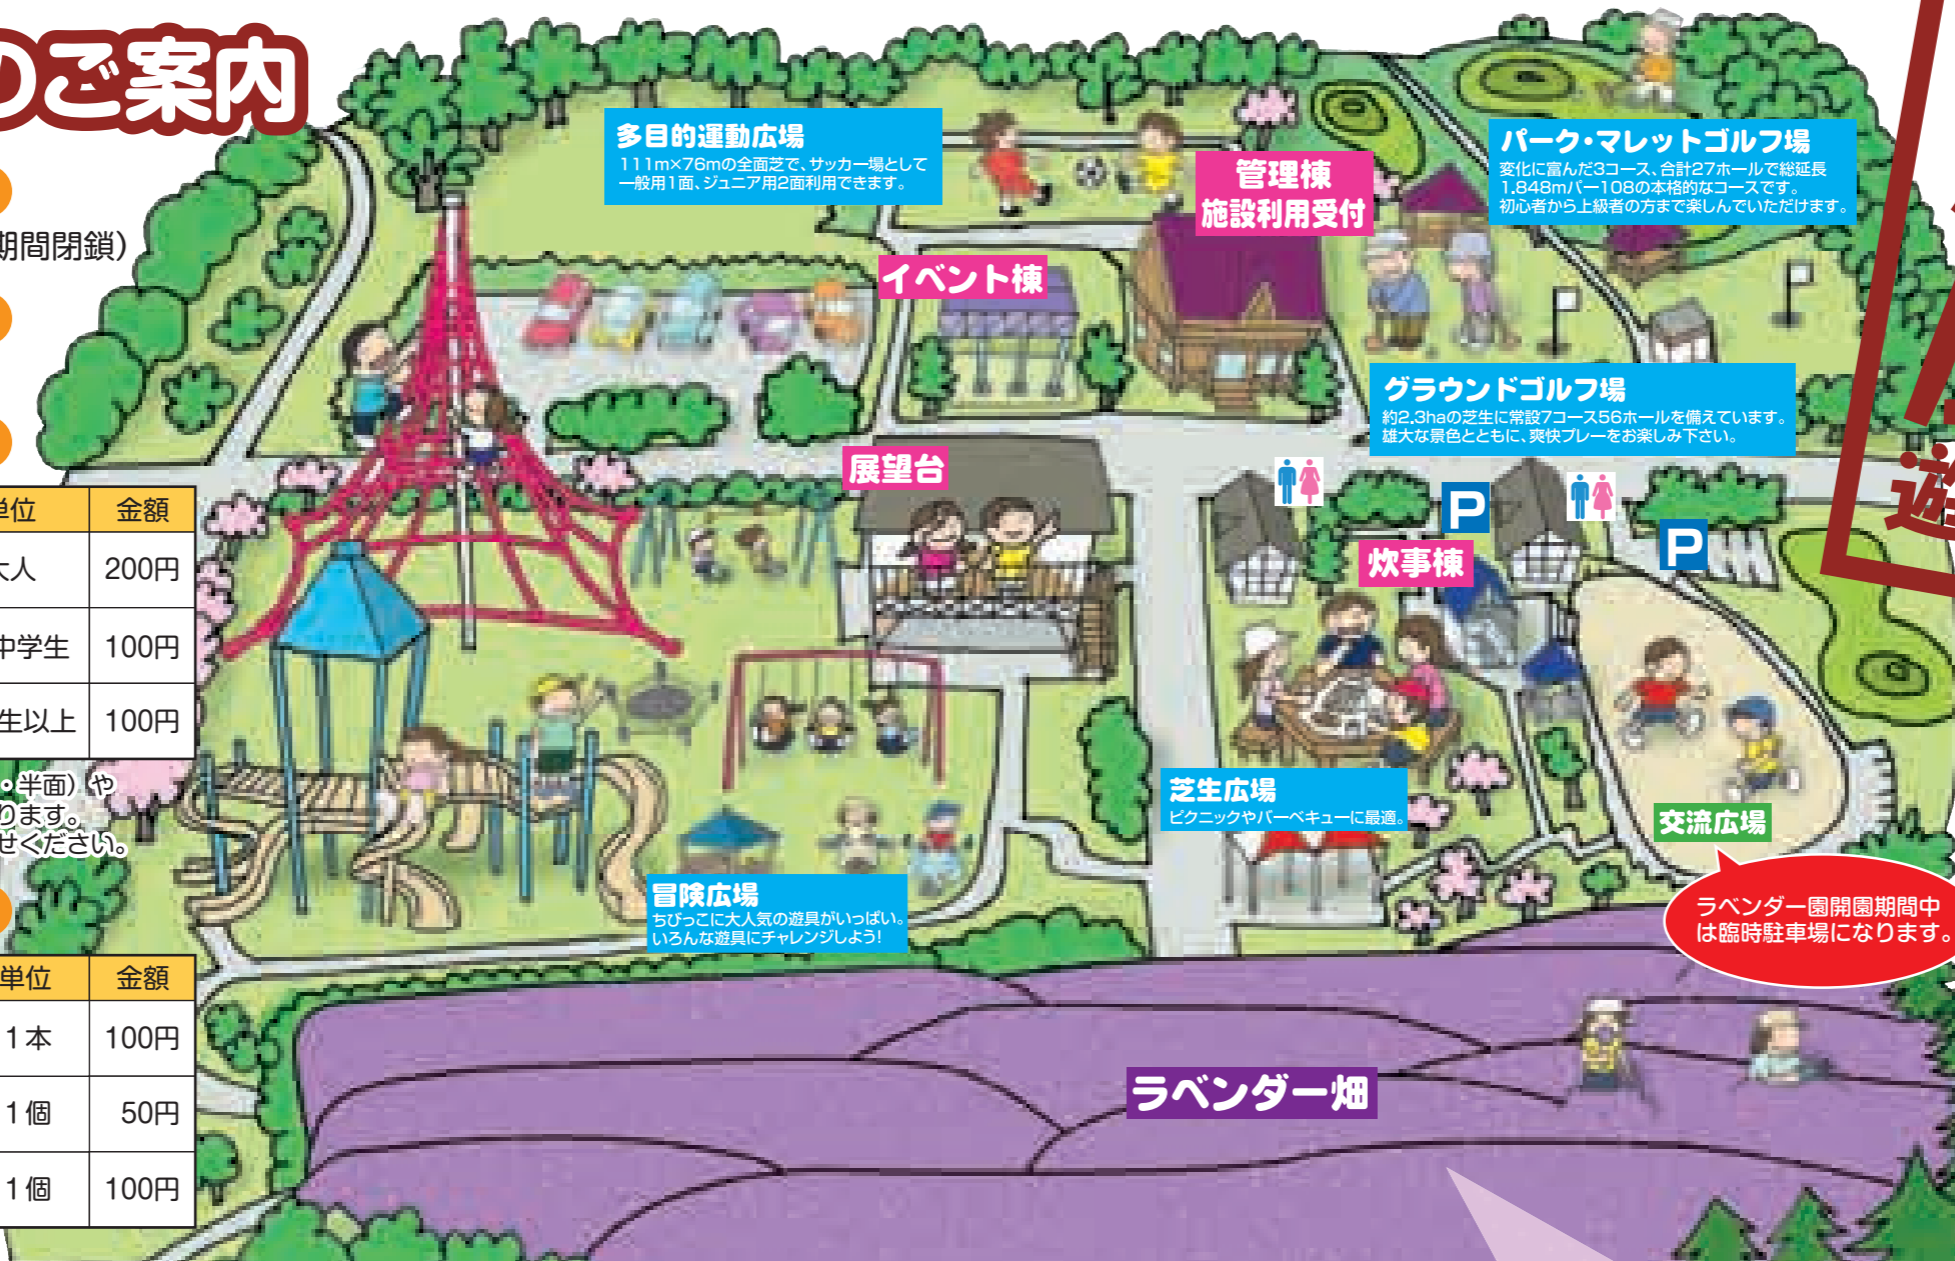 のご案内
期間閉鎖)
単位 金額
大人 200円
中学生 100円
生以上 100円
・半面)や
ります。
せください。
単位 金額
1本 100円
1個 50円
1個 100円
多目的運動広場
111m×76mの全面芝で、サッカー場として
一般用1面、ジュニア用2面利用できます。
管理棟
施設利用受付
パーク・マレットゴルフ場
変化に富んだ3コース、合計27ホールで総延長
1.848mパー108の本格的なコースです。
初心者から上級者の方まで楽しんでいただけます。
イベント棟
グラウンドゴルフ場
約2.3haの芝生に常設7コース56ホールを備えています。
雄大な景色とともに、爽快プレーをお楽しみ下さい。
展望台
P
炊事棟
P
芝生広場
ピクニックやバーベキューに最適。
交流広場
ラベンダー園開園期間中
は臨時駐車場になります。
冒険広場
ちびっこに大人気の遊具がいっぱい。
いろんな遊具にチャレンジしよう!
ラベンダー畑
遊